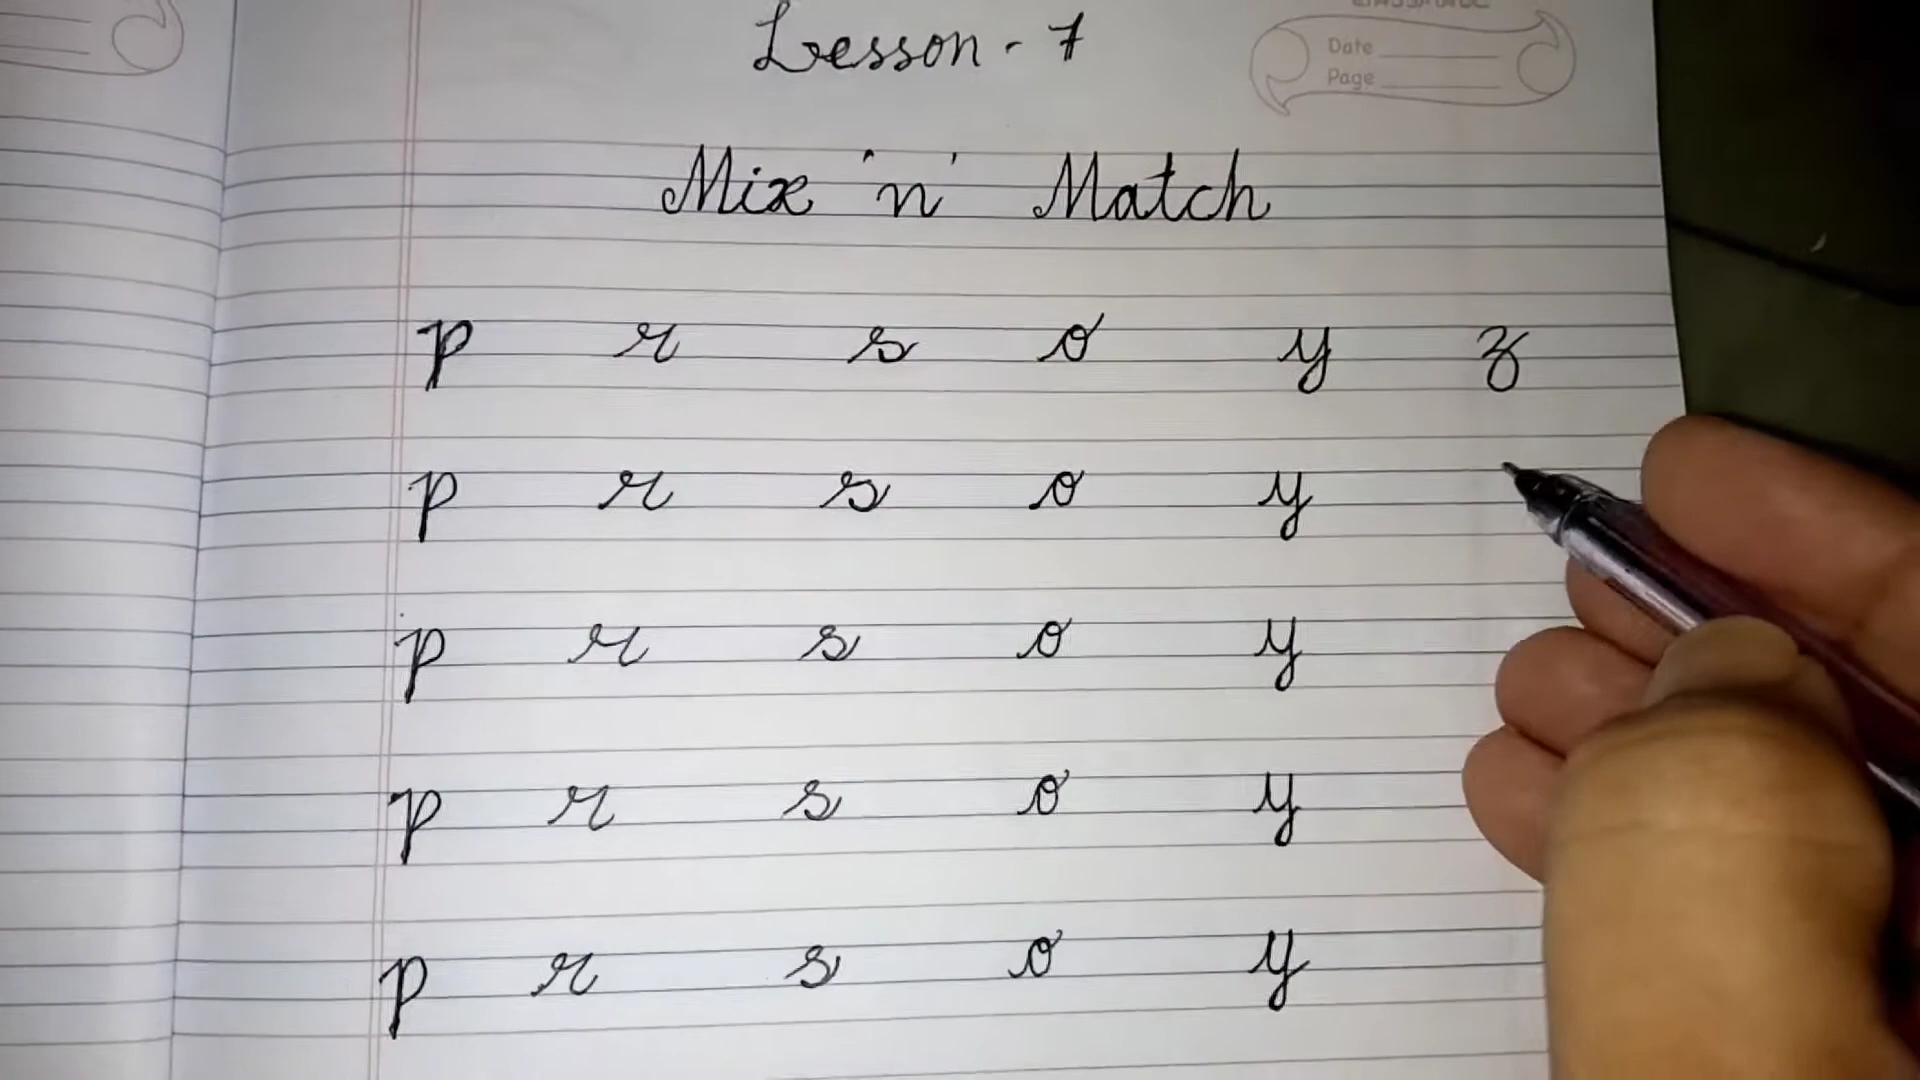 Lesson - 7
Date
Page
Mix 'n' Match
p r s o y z
p r s o y
p r s o y
p r s o y
p r s o y